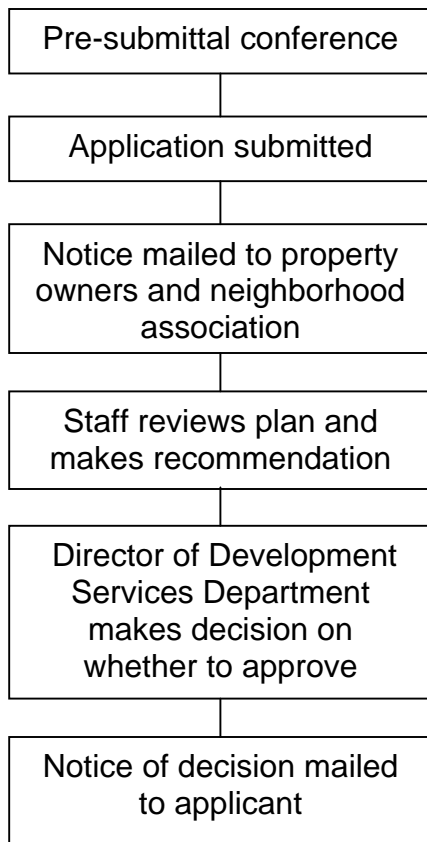 Pre-submittal conference
Application submitted
Notice mailed to property
owners and neighborhood
association
Staff reviews plan and
makes recommendation
Director of Development
Services Department
makes decision on
whether to approve
Notice of decision mailed
to applicant